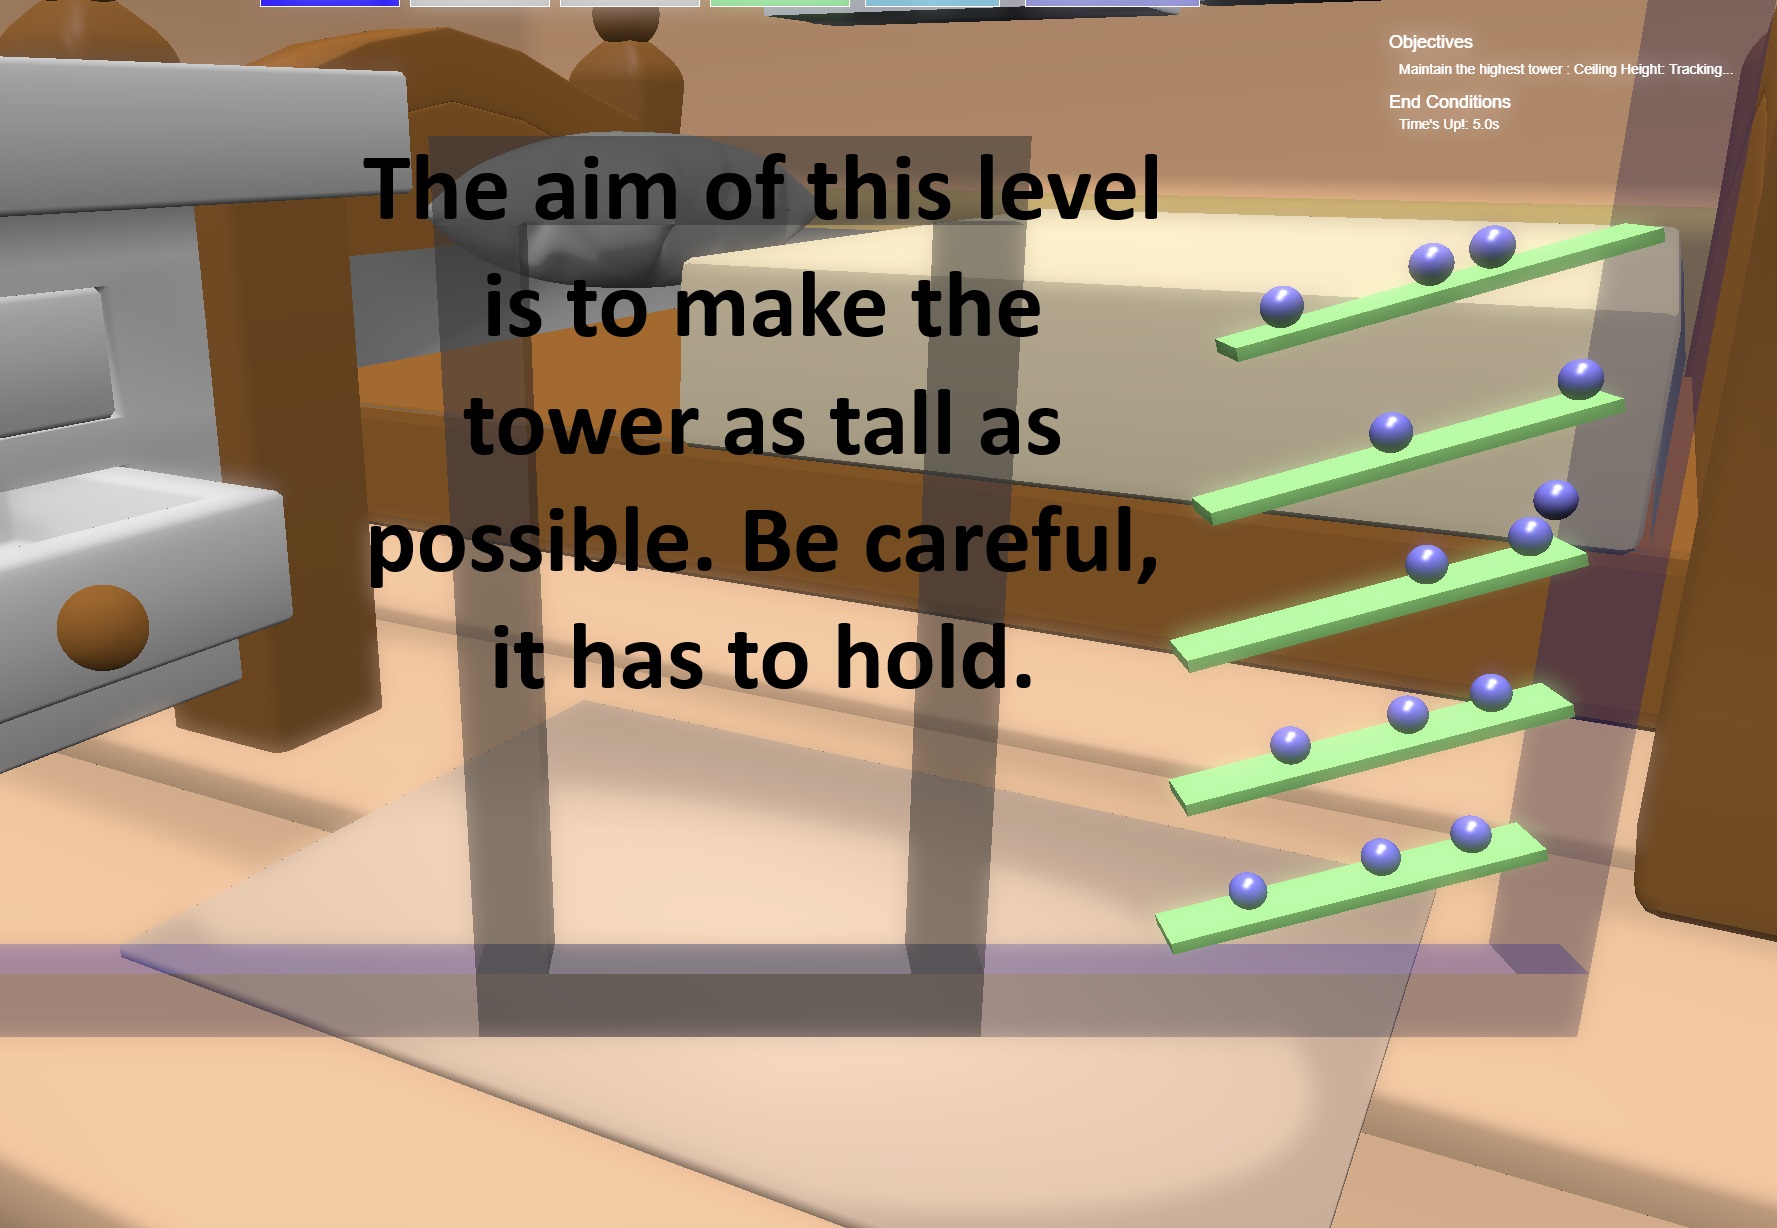 Objectives
Maintain the highest tower : Ceiling Height: Tracking...
End Conditions
Time's Up!: 5.0s
The aim of this level
is to make the
tower as tall as
possible. Be careful,
it has to hold.